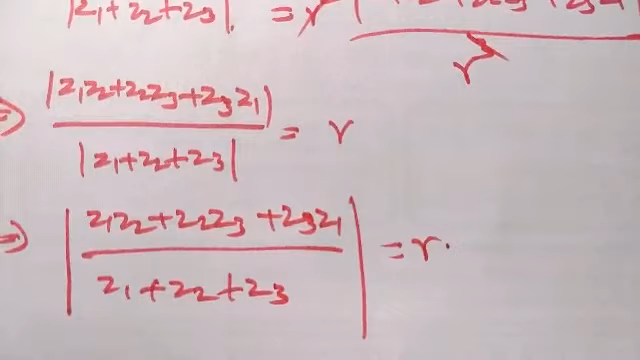 |z1+z2+z3| = r
r
⇒ |z1z2+z2z3+z3z1| / |z1+z2+z3| = r
⇒ | z1z2+z2z3+z3z1 / z1+z2+z3 | = r.